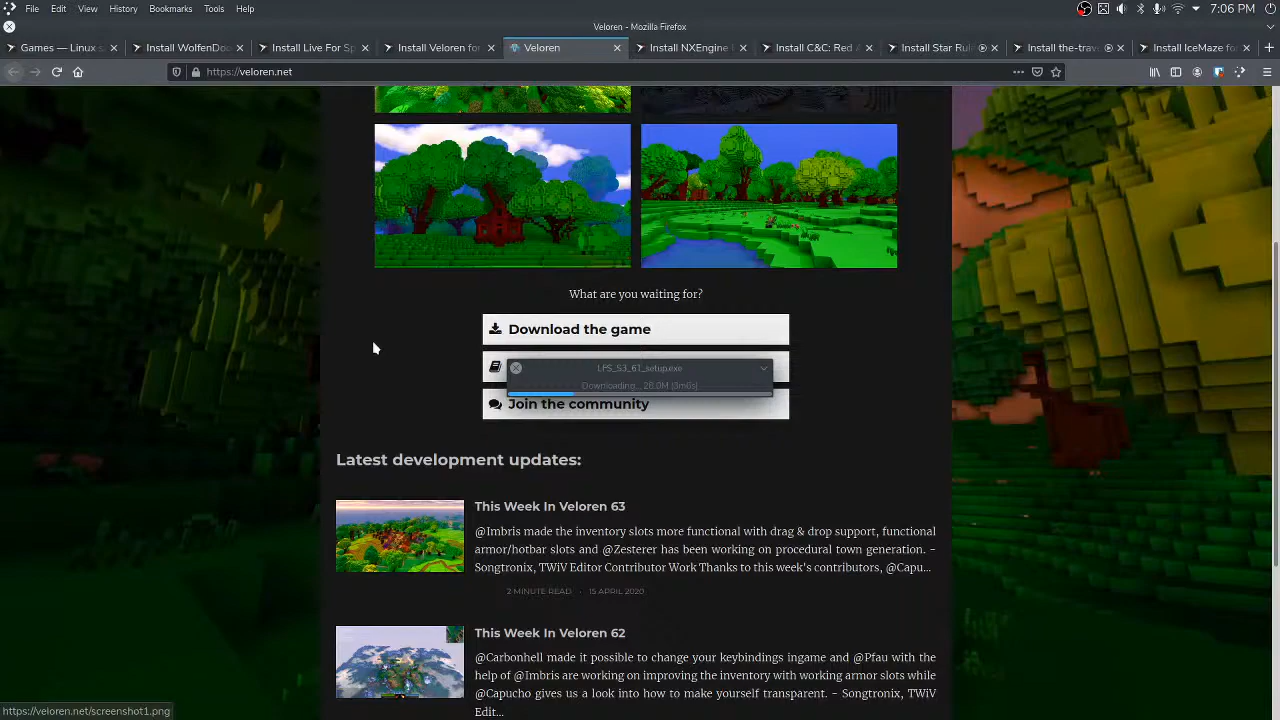 File Edit View History Bookmarks Tools Help
7:06 PM
Veloren - Mozilla Firefox
Games — Linux s
Install WolfenDo
Install Live For Sp
Install Veloren for
Veloren
Install NXEngine
Install C&C: Red A
Install Star Rul
Install the-trav
Install IceMaze fo
https://veloren.net
What are you waiting for?
Download the game
LFS_S3_6T_setup.exe
Downloading... 28.0M (3m6s)
Join the community
Latest development updates:
This Week In Veloren 63
@Imbris made the inventory slots more functional with drag & drop support, functional
armor/hotbar slots and @Zesterer has been working on procedural town generation. -
Songtronix, TWiV Editor Contributor Work Thanks to this week's contributors, @Capu...
2 MINUTE READ · 15 APRIL 2020
This Week In Veloren 62
@Carbonhell made it possible to change your keybindings ingame and @Pfau with the
help of @Imbris are working on improving the inventory with working armor slots while
@Capucho gives us a look into how to make yourself transparent. - Songtronix, TWiV
Edit...
https://veloren.net/screenshot1.png